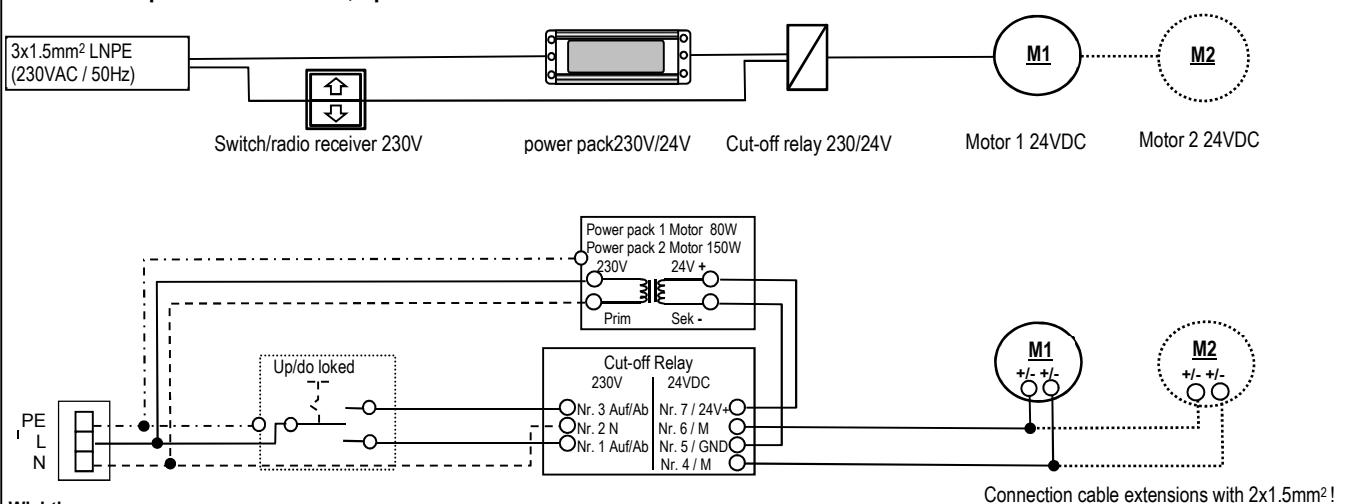 3x1.5mm² LNPE
(230VAC / 50Hz)
M1
M2
Switch/radio receiver 230V
power pack230V/24V
Cut-off relay 230/24V
Motor 1 24VDC
Motor 2 24VDC
Power pack 1 Motor 80W
Power pack 2 Motor 150W
230V 24V +
Prim Sek -
Up/do loked
Cut-off Relay
230V 24VDC
Nr. 3 Auf/Ab Nr. 7 / 24V+
Nr. 2 N Nr. 6 / M
Nr. 1 Auf/Ab Nr. 5 / GND
Nr. 4 / M
M1
+/- +/-
M2
+/- +/-
PE
L
N
Connection cable extensions with 2x1.5mm²!